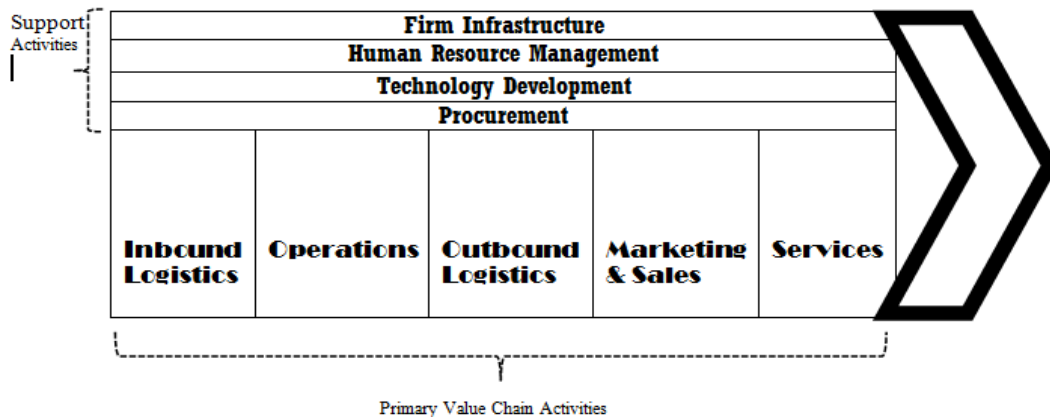 Support
Activities
Firm Infrastructure
Human Resource Management
Technology Development
Procurement
Inbound
Logistics
Operations
Outbound
Logistics
Marketing
& Sales
Services
Primary Value Chain Activities